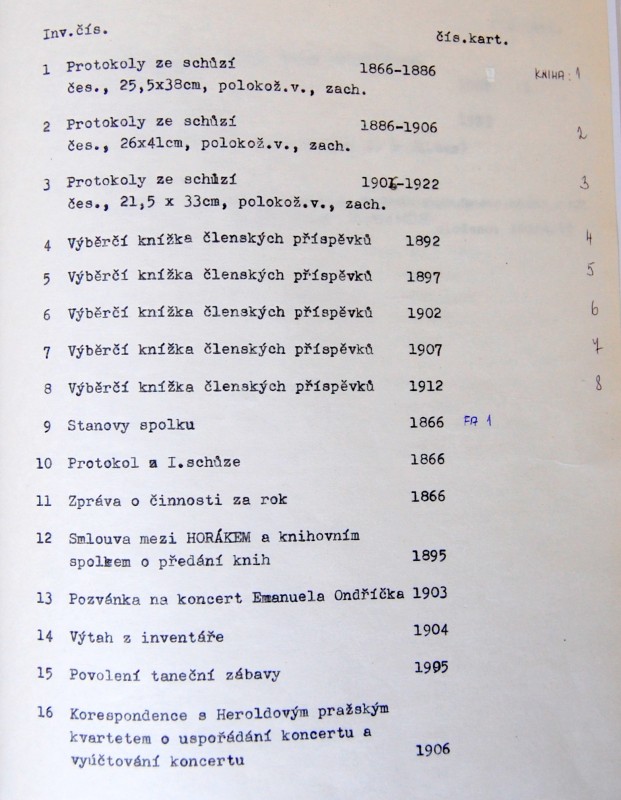 Inv.čís. čís.kart.
1 Protokoly ze schůzí 1866-1886 KNIHA: 1
čes., 25,5x38cm, polokož.v., zach.
2 Protokoly ze schůzí 1886-1906 2
čes., 26x41cm, polokož.v., zach.
3 Protokoly ze schůzí 1906-1922 3
čes., 21,5 x 33cm, polokož.v., zach.
4 Výběrčí knížka členských příspěvků 1892 4
5 Výběrčí knížka členských příspěvků 1897 5
6 Výběrčí knížka členských příspěvků 1902 6
7 Výběrčí knížka členských příspěvků 1907 7
8 Výběrčí knížka členských příspěvků 1912 8
9 Stanovy spolku 1866 FA 1
10 Protokol z I.schůze 1866
11 Zpráva o činnosti za rok 1866
12 Smlouva mezi HORÁKEM a knihovním
spolkem o předání knih 1895
13 Pozvánka na koncert Emanuela Ondříčka 1903
14 Výtah z inventáře 1904
15 Povolení taneční zábavy 1905
16 Korespondence s Heroldovým pražským
kvartetem o uspořádání koncertu a
vyúčtování koncertu 1906